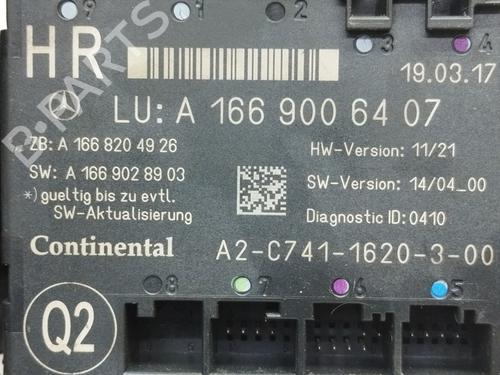 9 1 2
3 4
HR
19.03.17
LU: A 166 900 64 07
ZB: A 166 820 49 26
HW-Version: 11/21
SW: A 166 902 89 03
SW-Version: 14/04_00
*) gueltig bis zu evtl.
SW-Aktualisierung
Diagnostic ID: 0410
Continental
A2-C741-1620-3-00
8 7 6 5
Q2
B-PARTS